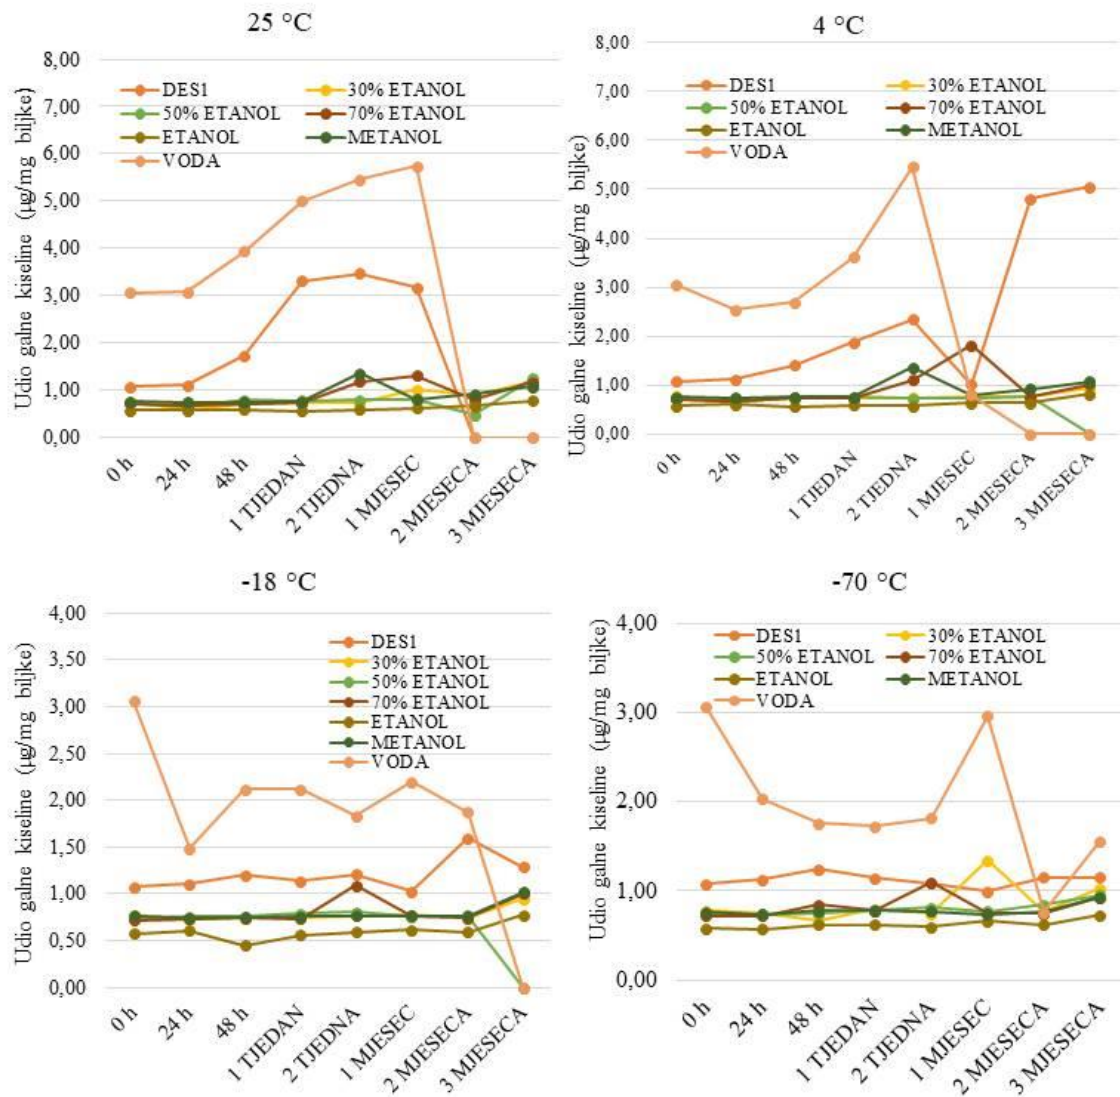 25 °C
8,00
7,00
6,00
5,00
4,00
3,00
2,00
1,00
0,00
Udio galne kiseline (µg/mg biljke)
DES1 30% ETANOL
50% ETANOL 70% ETANOL
ETANOL METANOL
VODA
0 h
24 h
48 h
1 TJEDAN
2 TJEDNA
1 MJESEC
2 MJESECA
3 MJESECA
4 °C
8,00
7,00
6,00
5,00
4,00
3,00
2,00
1,00
0,00
Udio galne kiseline (µg/mg biljke)
DES1 30% ETANOL
50% ETANOL 70% ETANOL
ETANOL METANOL
VODA
0 h
24 h
48 h
1 TJEDAN
2 TJEDNA
1 MJESEC
2 MJESECA
3 MJESECA
-18 °C
4,00
3,50
3,00
2,50
2,00
1,50
1,00
0,50
0,00
Udio galne kiseline (µg/mg biljke)
DES1
30% ETANOL
50% ETANOL
70% ETANOL
ETANOL
METANOL
VODA
0 h
24 h
48 h
1 TJEDAN
2 TJEDNA
1 MJESEC
2 MJESECA
3 MJESECA
-70 °C
4,00
3,00
2,00
1,00
0,00
Udio galne kiseline (µg/mg biljke)
DES1 30% ETANOL
50% ETANOL 70% ETANOL
ETANOL METANOL
VODA
0 h
24 h
48 h
1 TJEDAN
2 TJEDNA
1 MJESEC
2 MJESECA
3 MJESECA